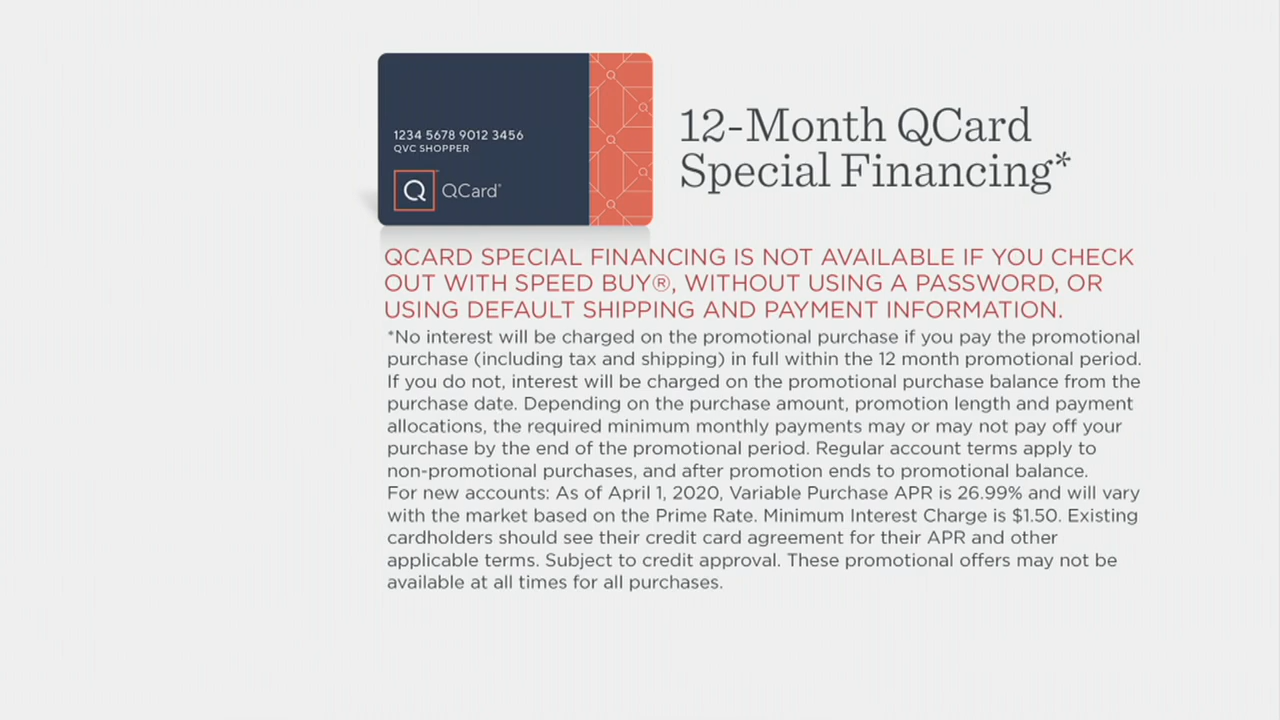 1234 5678 9012 3456
QVC SHOPPER
Q QCard®
12-Month QCard
Special Financing*
QCARD SPECIAL FINANCING IS NOT AVAILABLE IF YOU CHECK
OUT WITH SPEED BUY®, WITHOUT USING A PASSWORD, OR
USING DEFAULT SHIPPING AND PAYMENT INFORMATION.
*No interest will be charged on the promotional purchase if you pay the promotional
purchase (including tax and shipping) in full within the 12 month promotional period.
If you do not, interest will be charged on the promotional purchase balance from the
purchase date. Depending on the purchase amount, promotion length and payment
allocations, the required minimum monthly payments may or may not pay off your
purchase by the end of the promotional period. Regular account terms apply to
non-promotional purchases, and after promotion ends to promotional balance.
For new accounts: As of April 1, 2020, Variable Purchase APR is 26.99% and will vary
with the market based on the Prime Rate. Minimum Interest Charge is $1.50. Existing
cardholders should see their credit card agreement for their APR and other
applicable terms. Subject to credit approval. These promotional offers may not be
available at all times for all purchases.